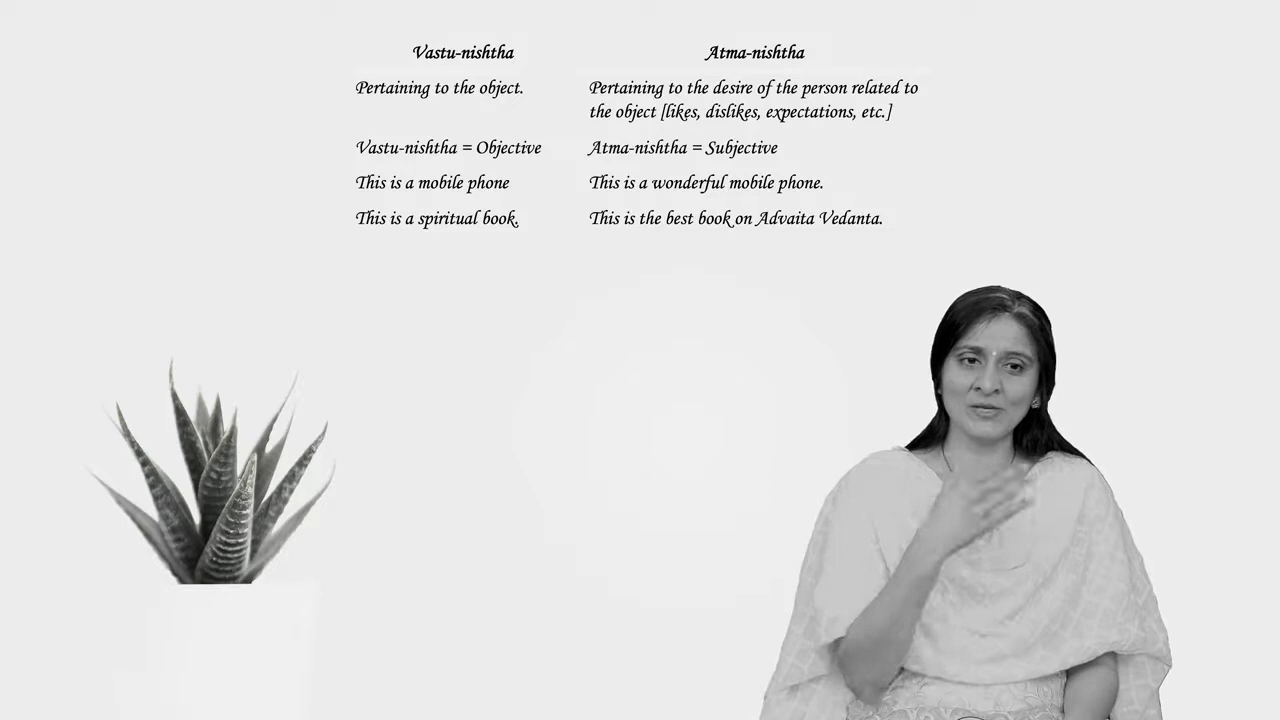 Vastu-nishtha
Atma-nishtha
Pertaining to the object.
Pertaining to the desire of the person related to
the object [likes, dislikes, expectations, etc.]
Vastu-nishtha = Objective
Atma-nishtha = Subjective
This is a mobile phone
This is a wonderful mobile phone.
This is a spiritual book.
This is the best book on Advaita Vedanta.